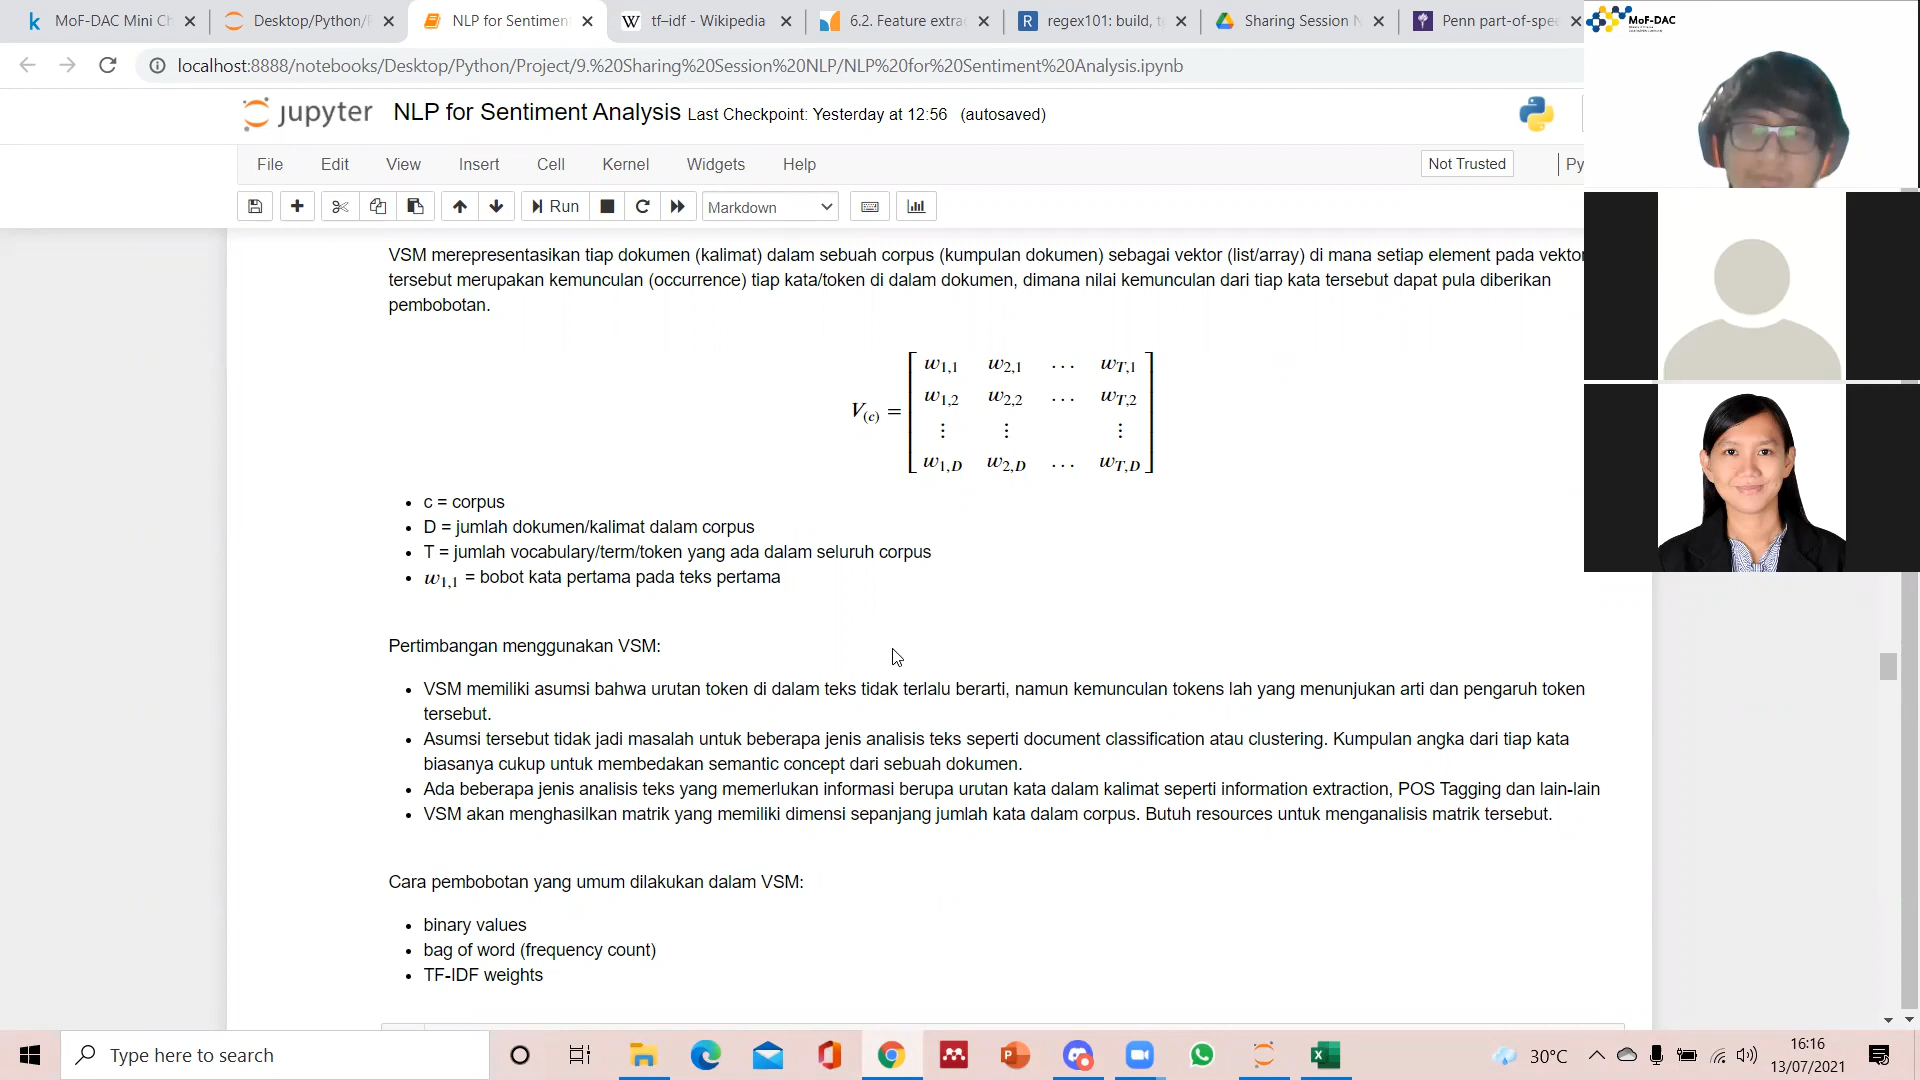 MoF-DAC Mini Ch
Desktop/Python/P
NLP for Sentiment
tf–idf - Wikipedia
6.2. Feature extra
regex101: build, te
Sharing Session N
Penn part-of-spe
MoF-DAC
localhost:8888/notebooks/Desktop/Python/Project/9.%20Sharing%20Session%20NLP/NLP%20for%20Sentiment%20Analysis.ipynb
jupyter NLP for Sentiment Analysis Last Checkpoint: Yesterday at 12:56 (autosaved)
File Edit View Insert Cell Kernel Widgets Help Not Trusted Py
Run Markdown
VSM merepresentasikan tiap dokumen (kalimat) dalam sebuah corpus (kumpulan dokumen) sebagai vektor (list/array) di mana setiap element pada vektor
tersebut merupakan kemunculan (occurrence) tiap kata/token di dalam dokumen, dimana nilai kemunculan dari tiap kata tersebut dapat pula diberikan
pembobotan.
w1,1 w2,1 … wT,1
w1,2 w2,2 … wT,2
V(c) =
⋮ ⋮ ⋮
w1,D w2,D … wT,D
• c = corpus
• D = jumlah dokumen/kalimat dalam corpus
• T = jumlah vocabulary/term/token yang ada dalam seluruh corpus
• w1,1 = bobot kata pertama pada teks pertama
Pertimbangan menggunakan VSM:
• VSM memiliki asumsi bahwa urutan token di dalam teks tidak terlalu berarti, namun kemunculan tokens lah yang menunjukan arti dan pengaruh token
tersebut.
• Asumsi tersebut tidak jadi masalah untuk beberapa jenis analisis teks seperti document classification atau clustering. Kumpulan angka dari tiap kata
biasanya cukup untuk membedakan semantic concept dari sebuah dokumen.
• Ada beberapa jenis analisis teks yang memerlukan informasi berupa urutan kata dalam kalimat seperti information extraction, POS Tagging dan lain-lain
• VSM akan menghasilkan matrik yang memiliki dimensi sepanjang jumlah kata dalam corpus. Butuh resources untuk menganalisis matrik tersebut.
Cara pembobotan yang umum dilakukan dalam VSM:
• binary values
• bag of word (frequency count)
• TF-IDF weights
Type here to search
30°C
16:16
13/07/2021